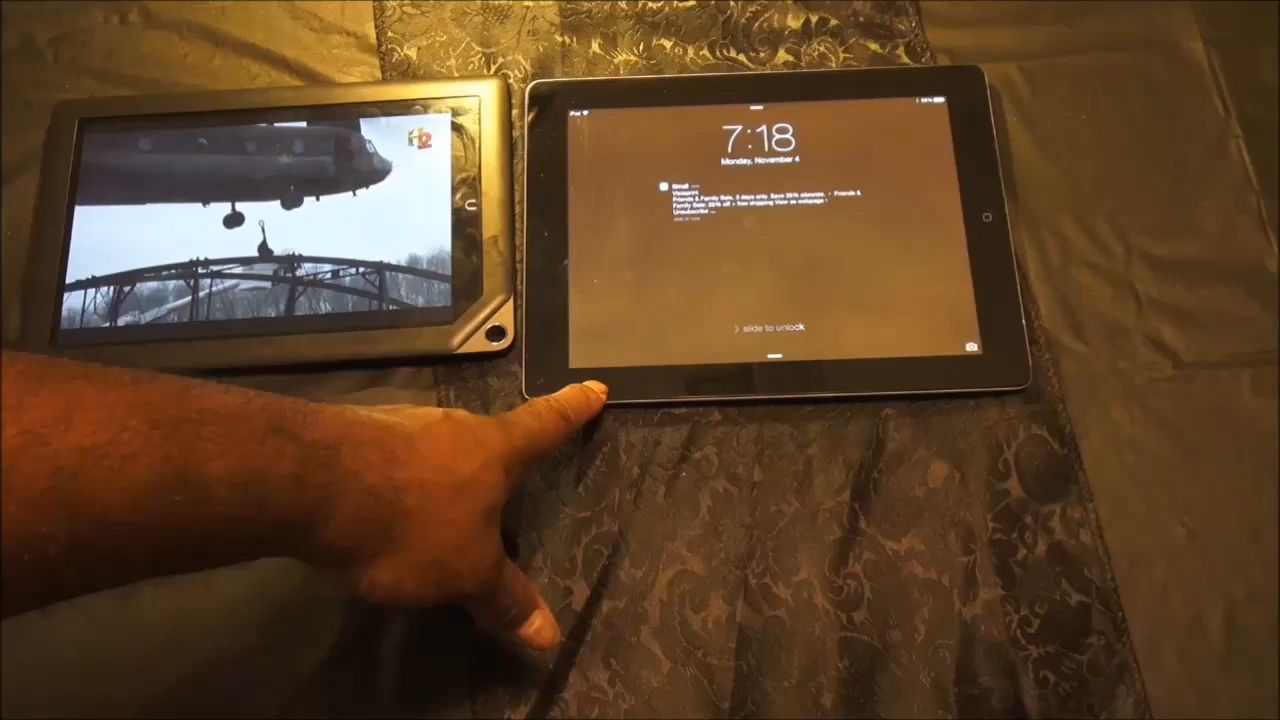 H2
iPad
7:18
Monday, November 4
Gmail
Vistaprint
Friends & Family Sale, 3 days only. Save 35% sitewide. • Friends &
Family Sale: 35% off + free shipping View as webpage •
Unsubscribe ...
slide to unlock